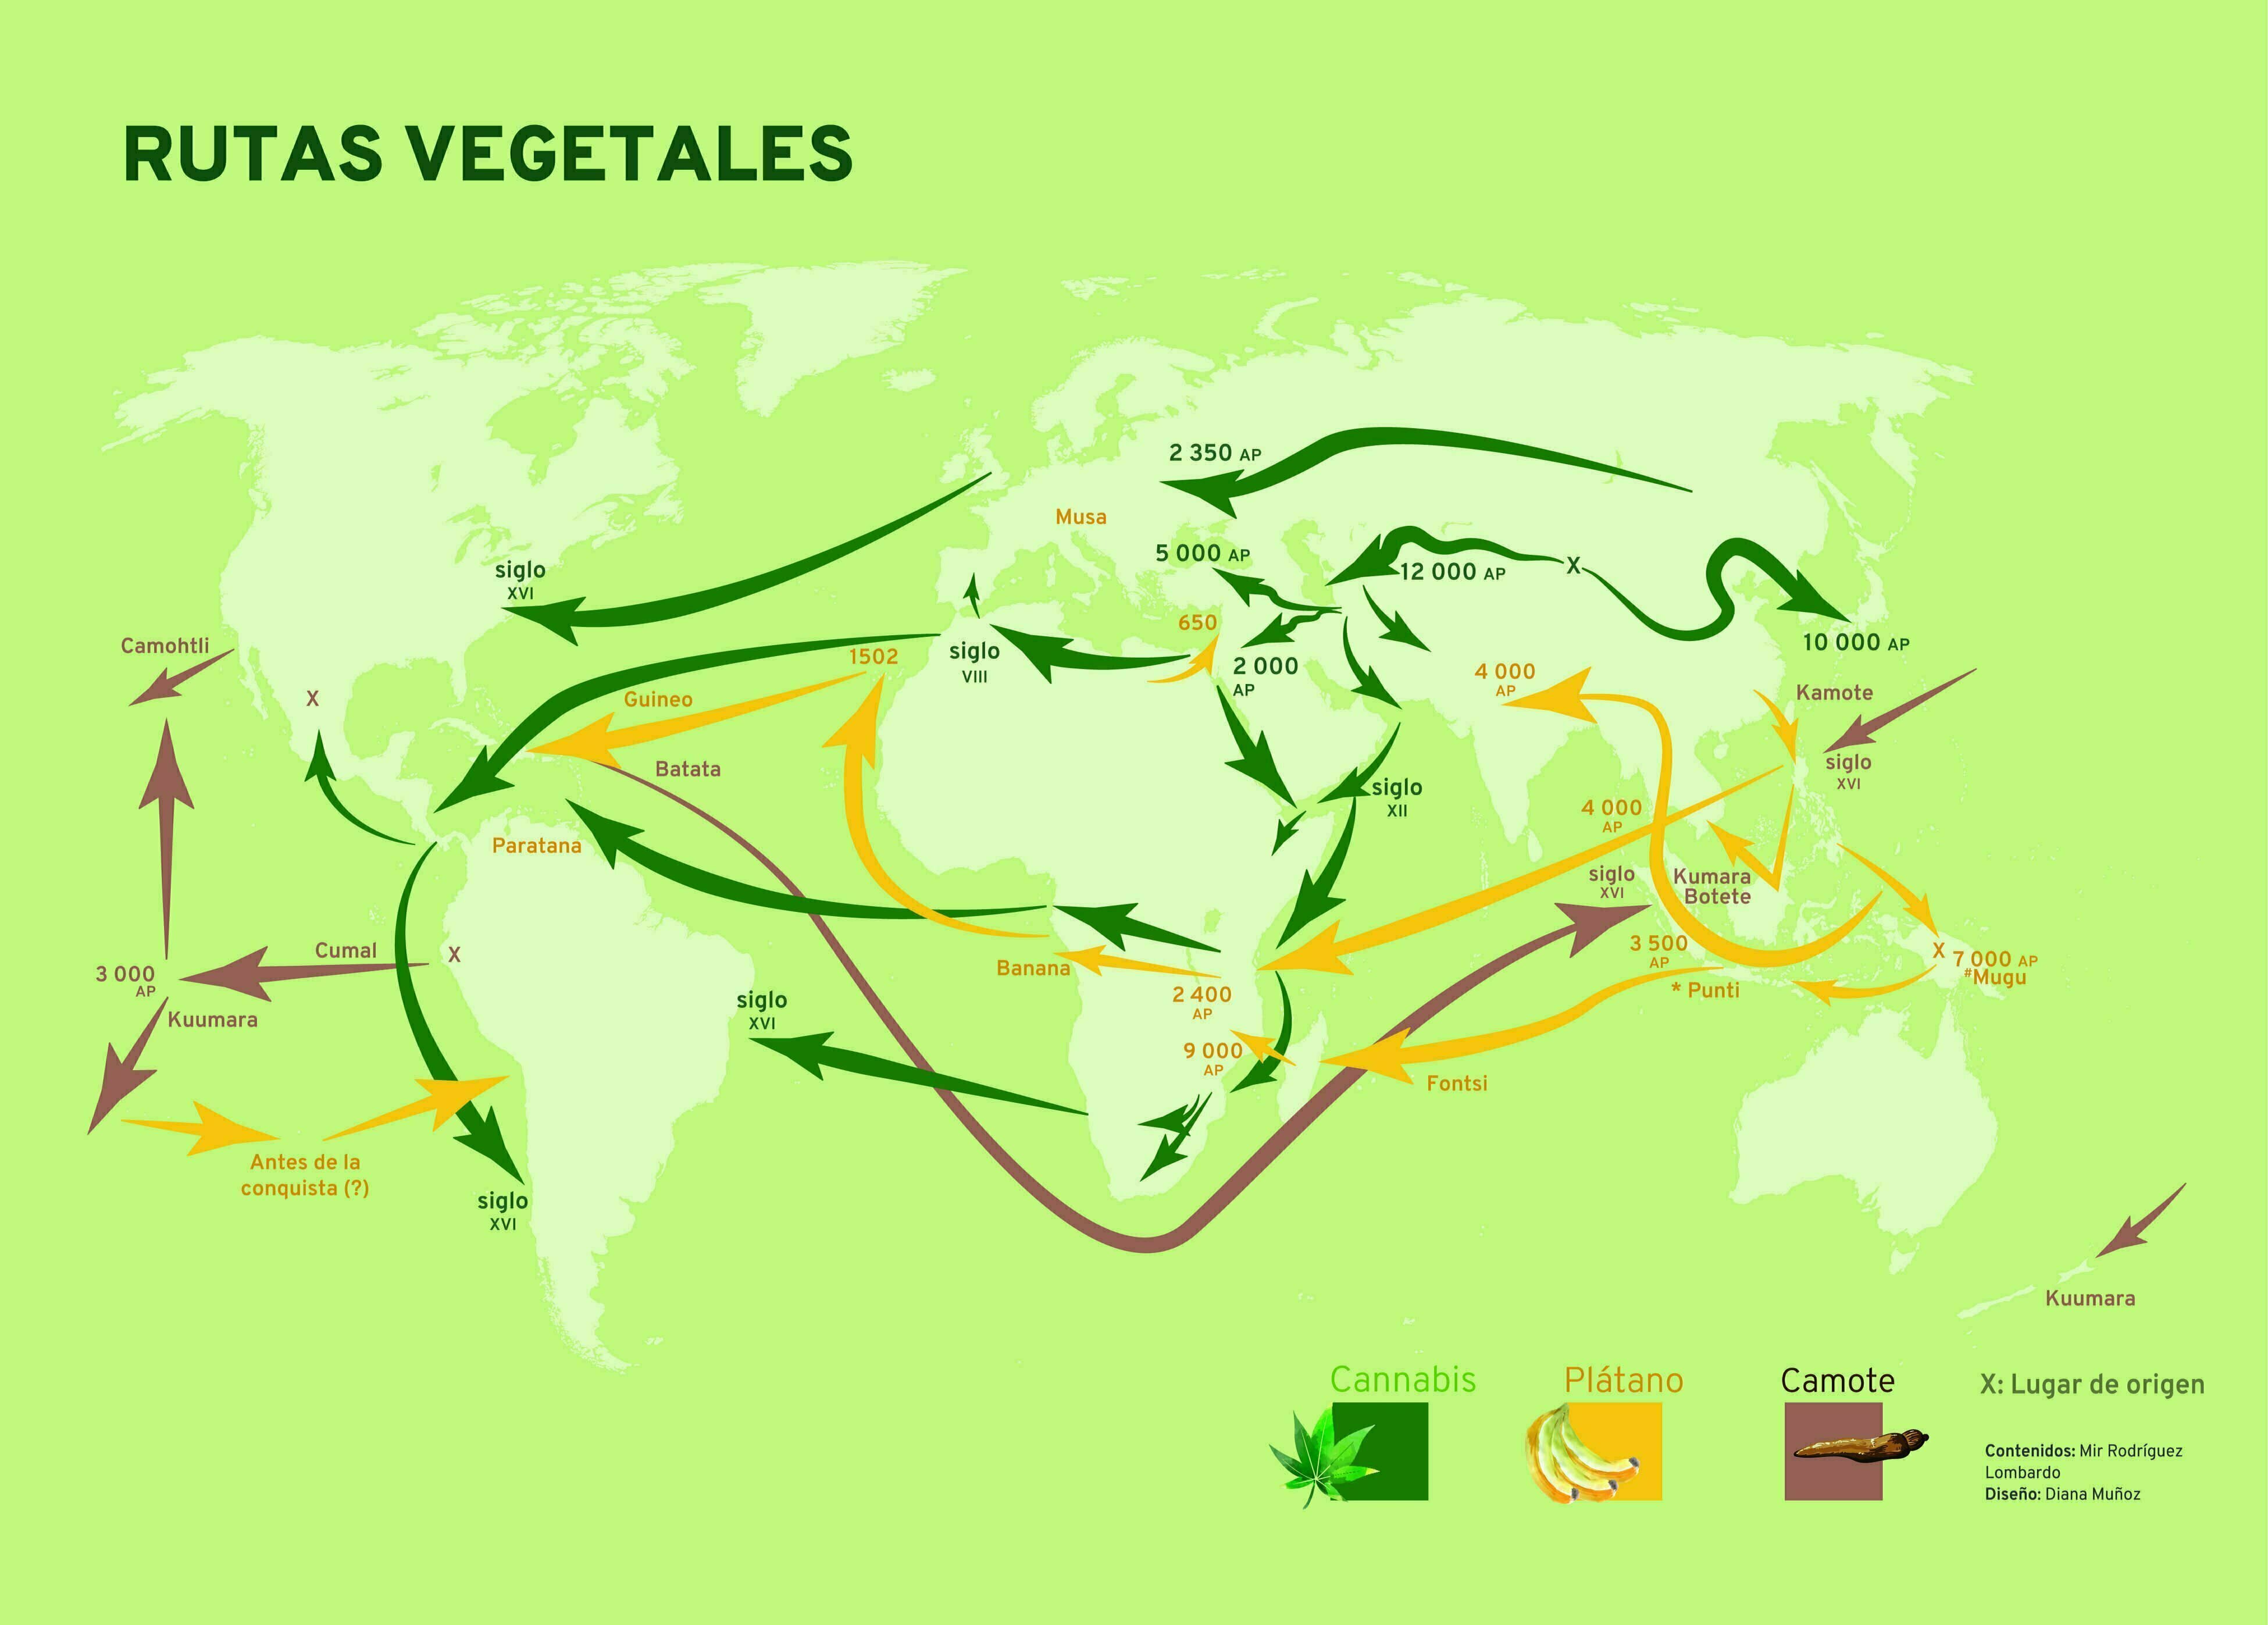 RUTAS VEGETALES
2 350 AP
Musa
5 000 AP
12 000 AP
X
siglo
XVI
650
10 000 AP
Camohtli
siglo
VIII
1502
2 000
AP
4 000
AP
Kamote
X
Guineo
siglo
XVI
Batata
siglo
XII
4 000
AP
Paratana
siglo
XVI
Kumara
Botete
Cumal
X
3 500
AP
X 7 000 AP
#Mugu
3 000
AP
Banana
2 400
AP
* Punti
Kuumara
siglo
XVI
9 000
AP
Fontsi
Antes de la
conquista (?)
siglo
XVI
Kuumara
Cannabis
Plátano
Camote
X: Lugar de origen
Contenidos: Mir Rodríguez
Lombardo
Diseño: Diana Muñoz